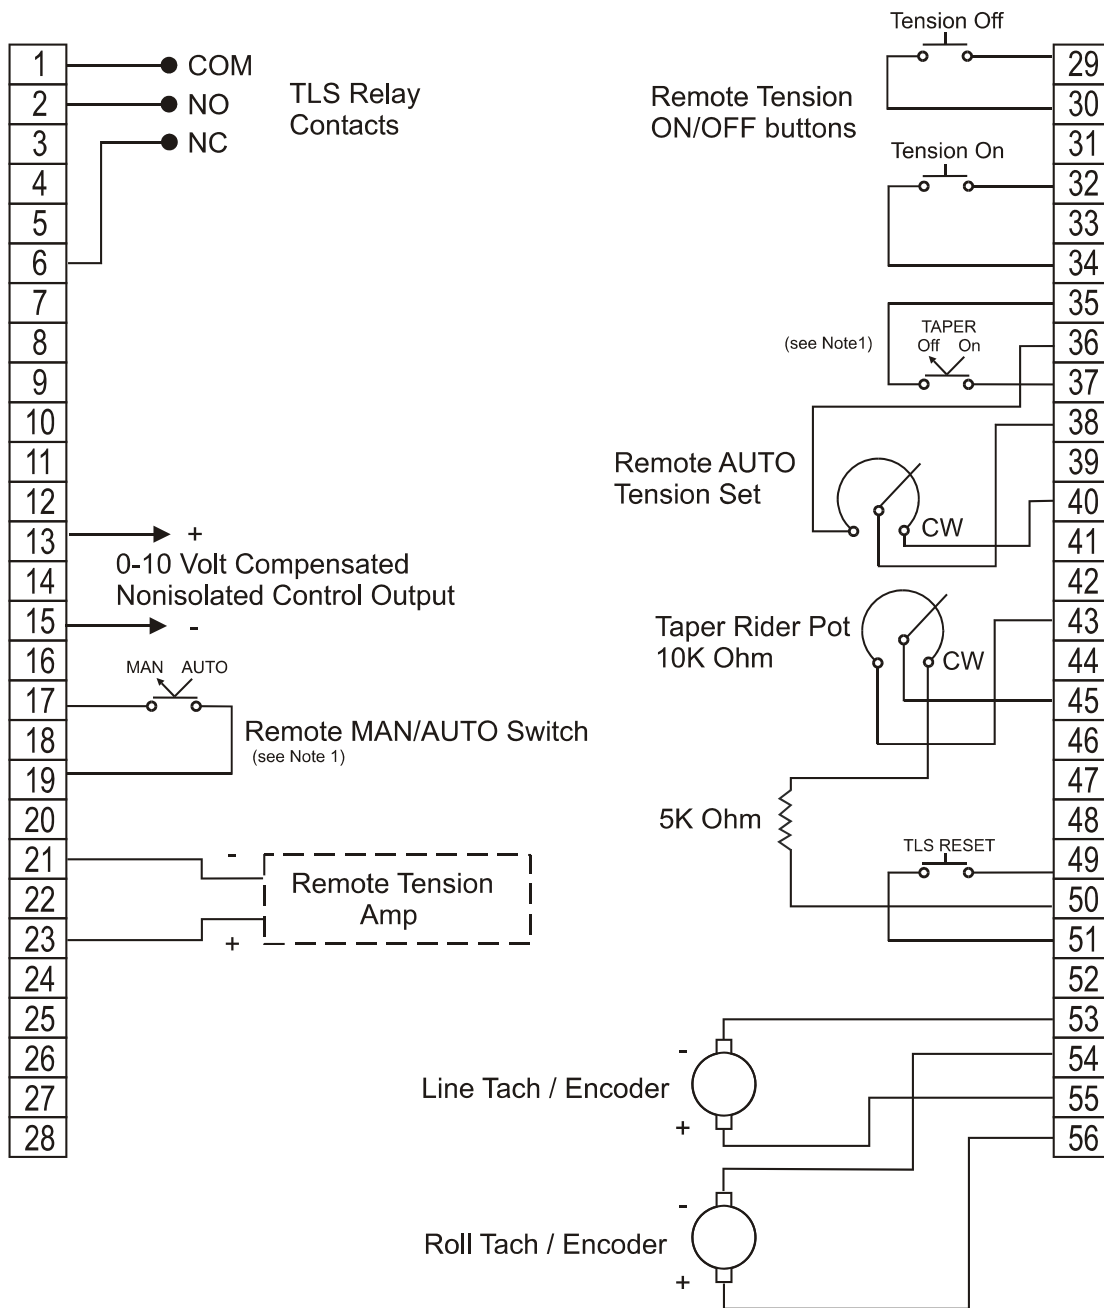 Tension Off
1
COM
2
NO
3
NC
4
5
6
7
8
9
10
11
12
13
14
15
16
17
18
19
20
21
22
23
24
25
26
27
28
TLS Relay
Contacts
+
0-10 Volt Compensated
Nonisolated Control Output
-
MAN AUTO
Remote MAN/AUTO Switch
(see Note 1)
-
Remote Tension
Amp
+
Remote Tension
ON/OFF buttons
Tension On
(see Note1)
TAPER
Off On
Remote AUTO
Tension Set
CW
Taper Rider Pot
10K Ohm
CW
5K Ohm
TLS RESET
-
Line Tach / Encoder
+
-
Roll Tach / Encoder
+
29
30
31
32
33
34
35
36
37
38
39
40
41
42
43
44
45
46
47
48
49
50
51
52
53
54
55
56